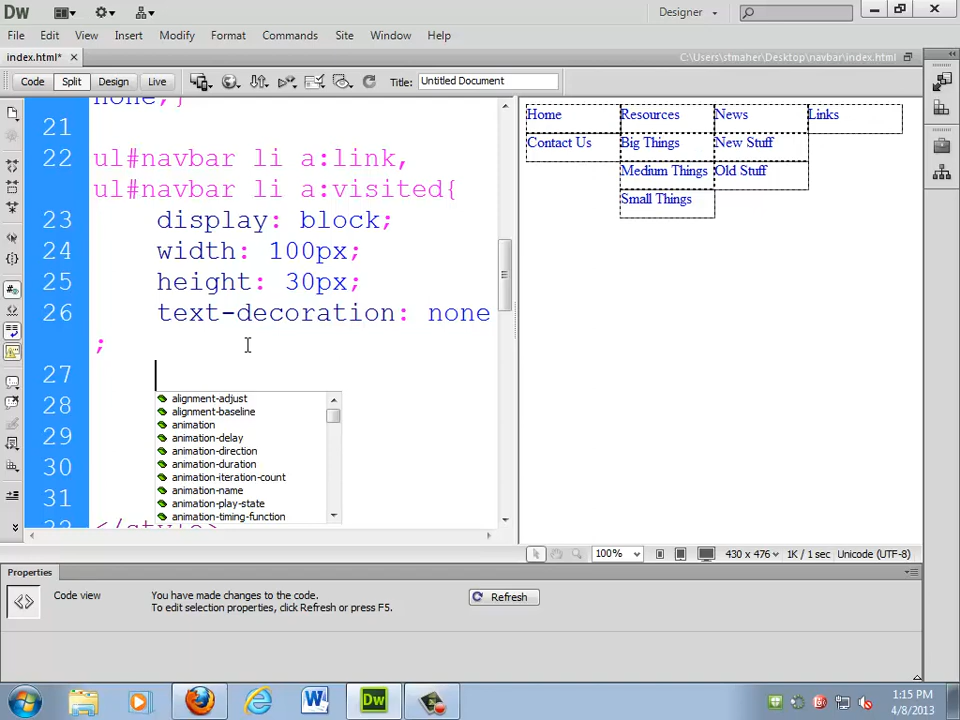 Dw Designer
File Edit View Insert Modify Format Commands Site Window Help
index.html* C:\Users\stmaher\Desktop\navbar\index.html
Code Split Design Live Title: Untitled Document
none;}
21
22 ul#navbar li a:link,
ul#navbar li a:visited{
23 display: block;
24 width: 100px;
25 height: 30px;
26 text-decoration: none
;
27
28
29
30
31
</style>
alignment-adjust
alignment-baseline
animation
animation-delay
animation-direction
animation-duration
animation-iteration-count
animation-name
animation-play-state
animation-timing-function
Home Resources News Links
Contact Us Big Things New Stuff
Medium Things Old Stuff
Small Things
100% 430 x 476 1K / 1 sec Unicode (UTF-8)
Properties
Code view You have made changes to the code. Refresh
To edit selection properties, click Refresh or press F5.
W Dw 1:15 PM
4/8/2013